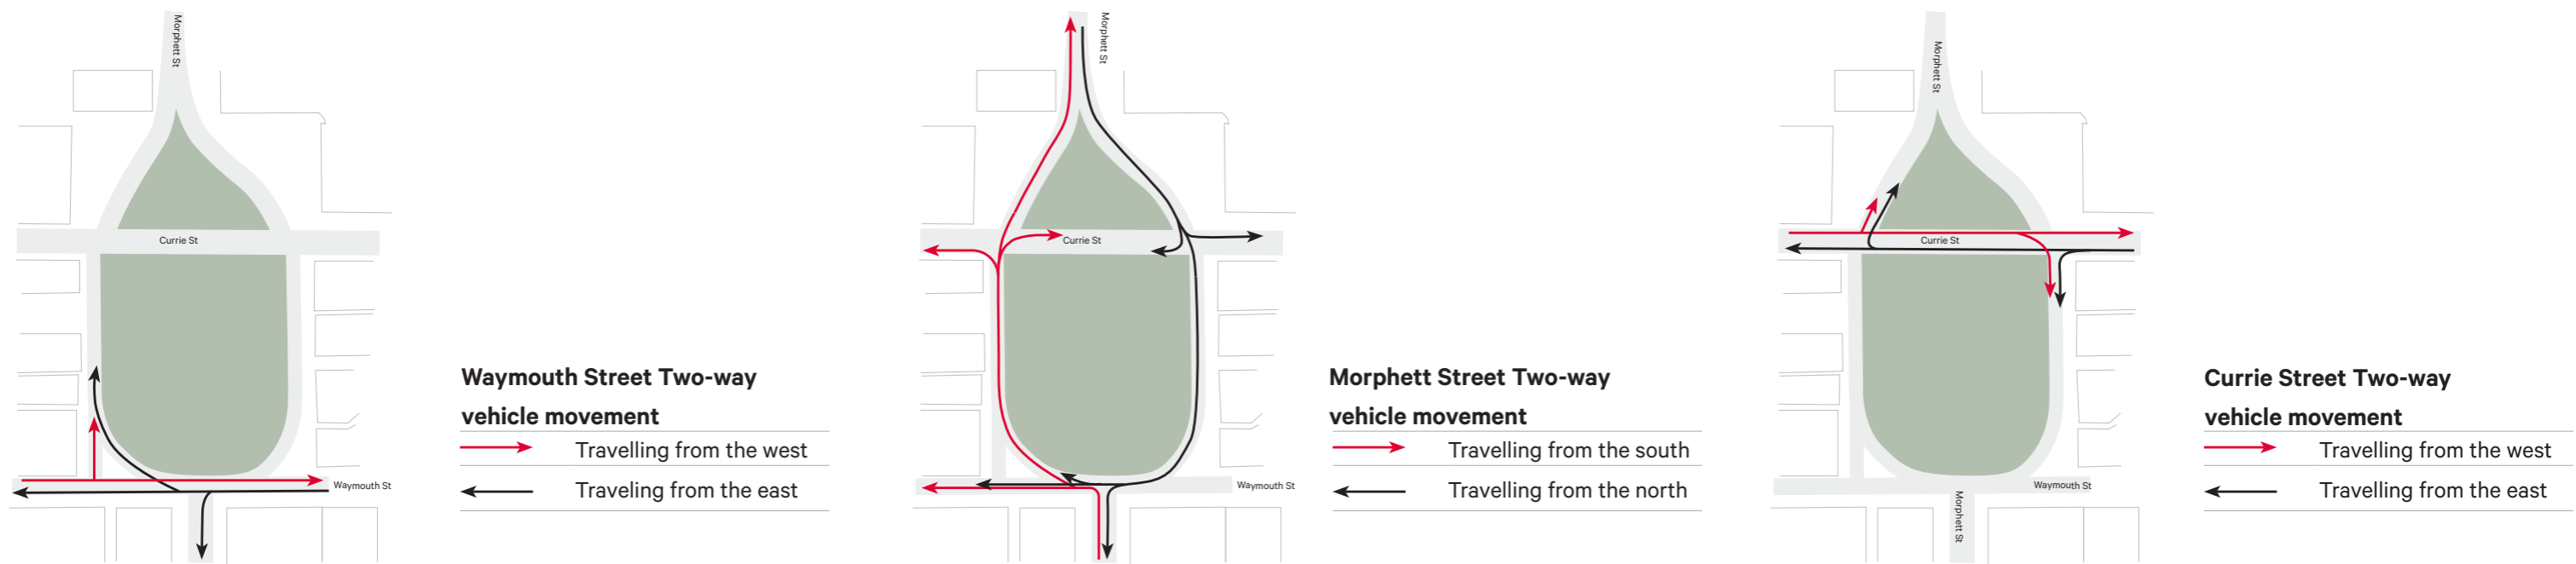 Morphett St
Currie St
Waymouth St
Waymouth Street Two-way
vehicle movement
Travelling from the west
Traveling from the east
Morphett St
Currie St
Waymouth St
Morphett Street Two-way
vehicle movement
Travelling from the south
Travelling from the north
Morphett St
Currie St
Waymouth St
Morphett St
Currie Street Two-way
vehicle movement
Travelling from the west
Travelling from the east